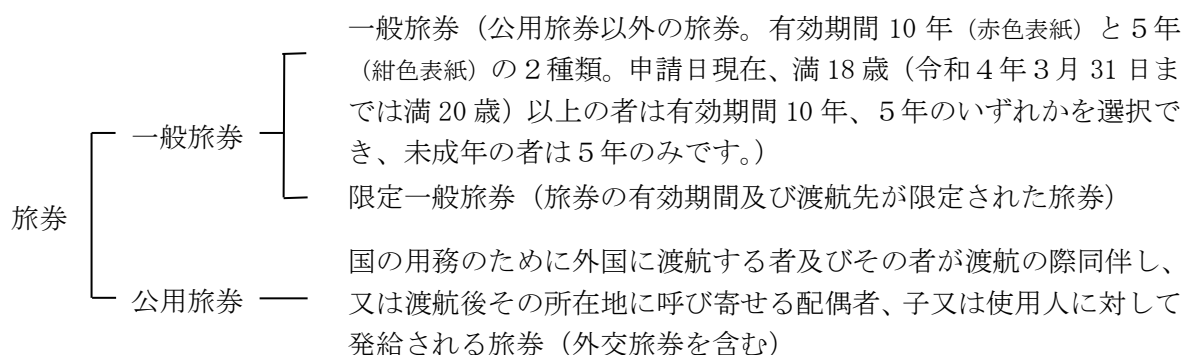 一般旅券（公用旅券以外の旅券。有効期間 10 年（赤色表紙）と５年
（紺色表紙）の２種類。申請日現在、満 18 歳（令和４年３月 31 日ま
では満 20 歳）以上の者は有効期間 10 年、５年のいずれかを選択で
き、未成年の者は５年のみです。）
一般旅券
限定一般旅券（旅券の有効期間及び渡航先が限定された旅券）
旅券
国の用務のために外国に渡航する者及びその者が渡航の際同伴し、
公用旅券
又は渡航後その所在地に呼び寄せる配偶者、子又は使用人に対して
発給される旅券（外交旅券を含む）